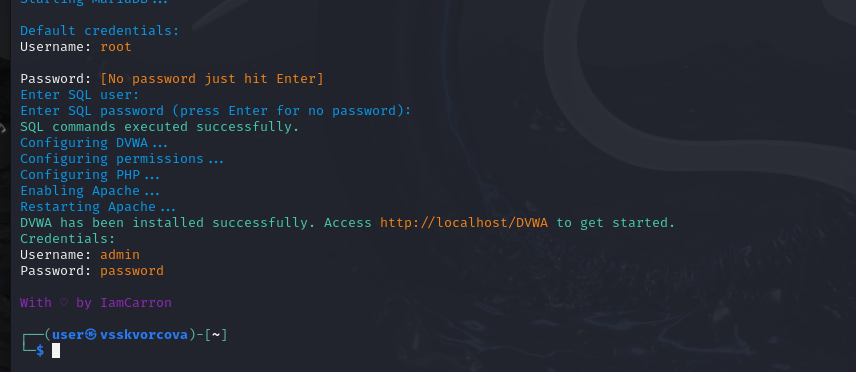 Starting MariaDB...
Default credentials:
Username: root
Password: [No password just hit Enter]
Enter SQL user:
Enter SQL password (press Enter for no password):
SQL commands executed successfully.
Configuring DVWA...
Configuring permissions...
Configuring PHP...
Enabling Apache...
Restarting Apache...
DVWA has been installed successfully. Access http://localhost/DVWA to get started.
Credentials:
Username: admin
Password: password
With ♡ by IamCarron
┌──(user㉿vsskvorcova)-[~]
└─$